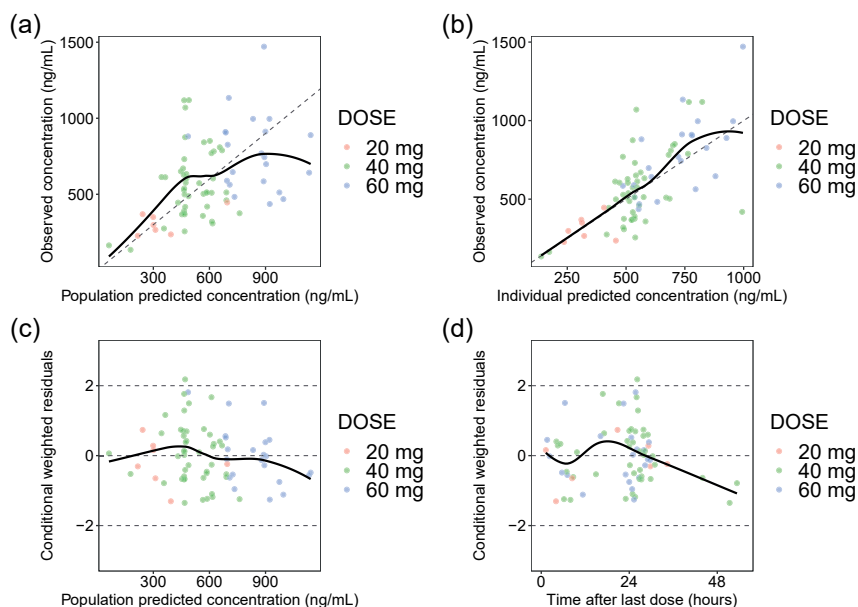 (a)
1500
1000
500
Observed concentration (ng/mL)
300 600 900
Population predicted concentration (ng/mL)
DOSE
20 mg
40 mg
60 mg
(b)
1500
1000
500
Observed concentration (ng/mL)
250 500 750 1000
Individual predicted concentration (ng/mL)
DOSE
20 mg
40 mg
60 mg
(c)
2
0
−2
Conditional weighted residuals
300 600 900
Population predicted concentration (ng/mL)
DOSE
20 mg
40 mg
60 mg
(d)
2
0
−2
Conditional weighted residuals
0 24 48
Time after last dose (hours)
DOSE
20 mg
40 mg
60 mg